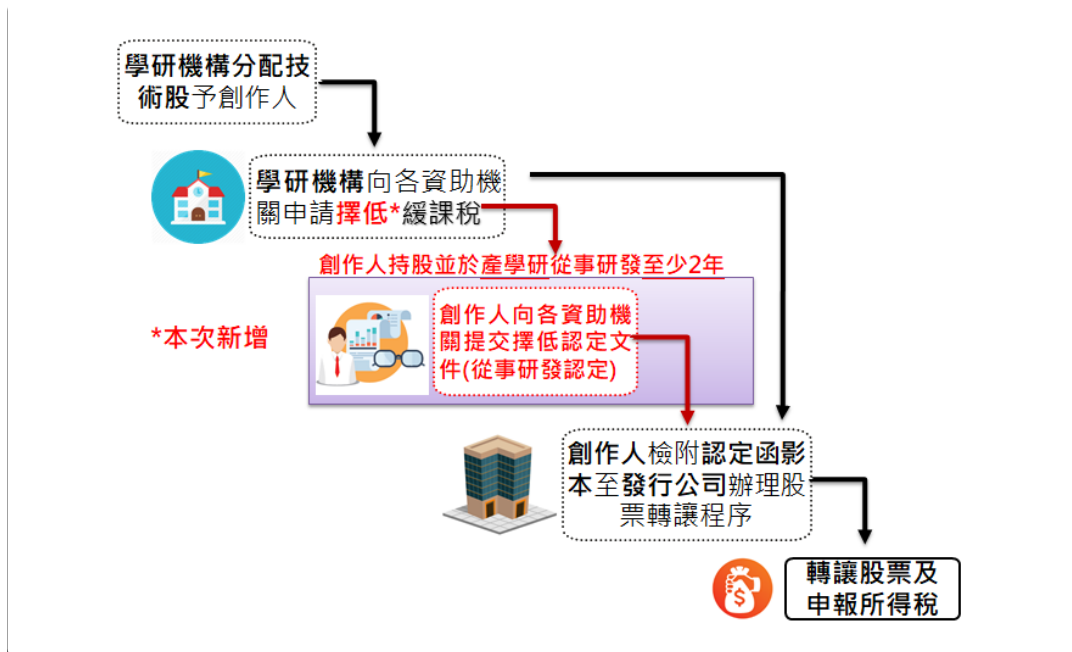 學研機構分配技
術股予創作人
學研機構向各資助機
關申請擇低*緩課稅
創作人持股並於產學研從事研發至少2年
*本次新增
創作人向各資助機
關提交擇低認定文
件(從事研發認定)
創作人檢附認定函影
本至發行公司辦理股
票轉讓程序
轉讓股票及
申報所得稅